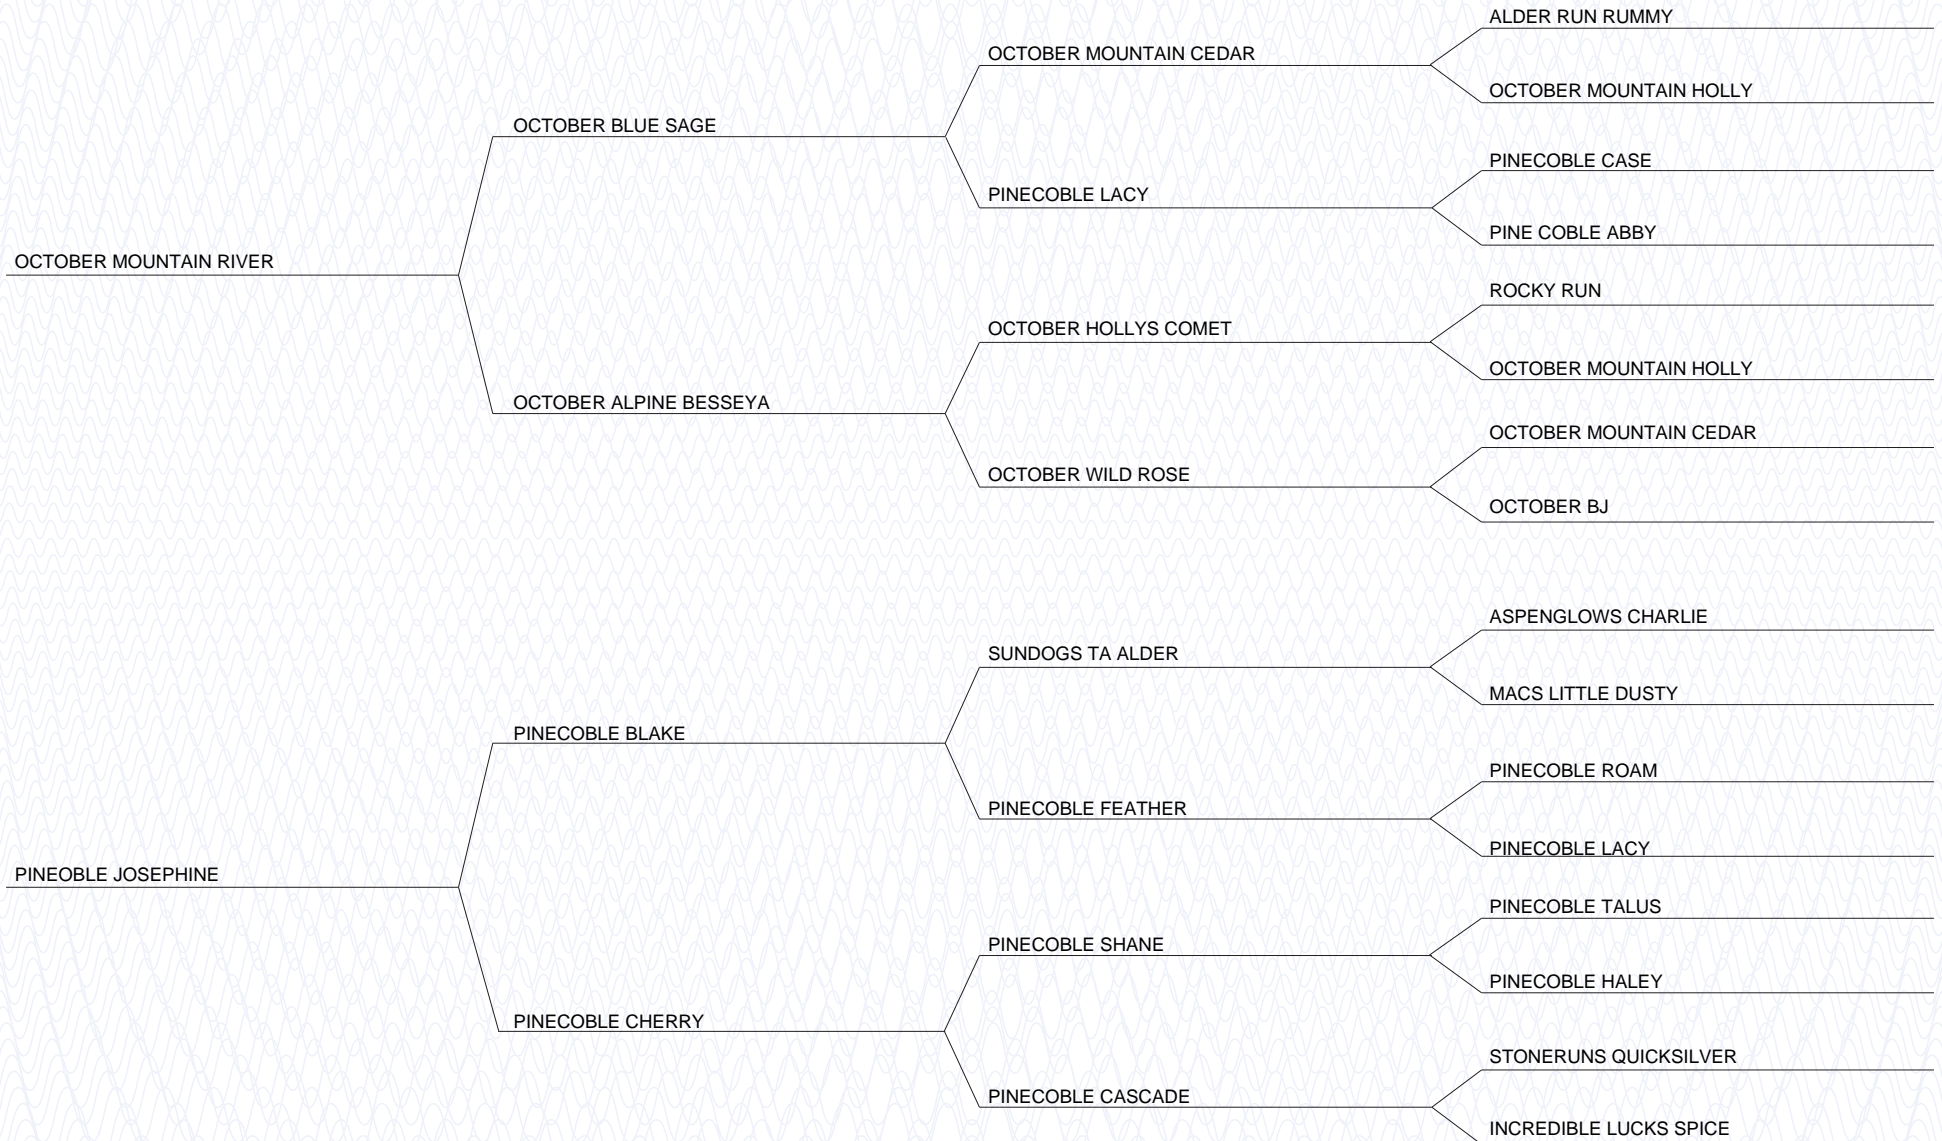 ALDER RUN RUMMY
OCTOBER MOUNTAIN CEDAR
OCTOBER MOUNTAIN HOLLY
OCTOBER BLUE SAGE
PINECOBLE CASE
PINECOBLE LACY
PINE COBLE ABBY
OCTOBER MOUNTAIN RIVER
ROCKY RUN
OCTOBER HOLLYS COMET
OCTOBER MOUNTAIN HOLLY
OCTOBER ALPINE BESSEYA
OCTOBER MOUNTAIN CEDAR
OCTOBER WILD ROSE
OCTOBER BJ
ASPENGLOWS CHARLIE
SUNDOGS TA ALDER
MACS LITTLE DUSTY
PINECOBLE BLAKE
PINECOBLE ROAM
PINECOBLE FEATHER
PINECOBLE LACY
PINEOBLE JOSEPHINE
PINECOBLE TALUS
PINECOBLE SHANE
PINECOBLE HALEY
PINECOBLE CHERRY
STONERUNS QUICKSILVER
PINECOBLE CASCADE
INCREDIBLE LUCKS SPICE